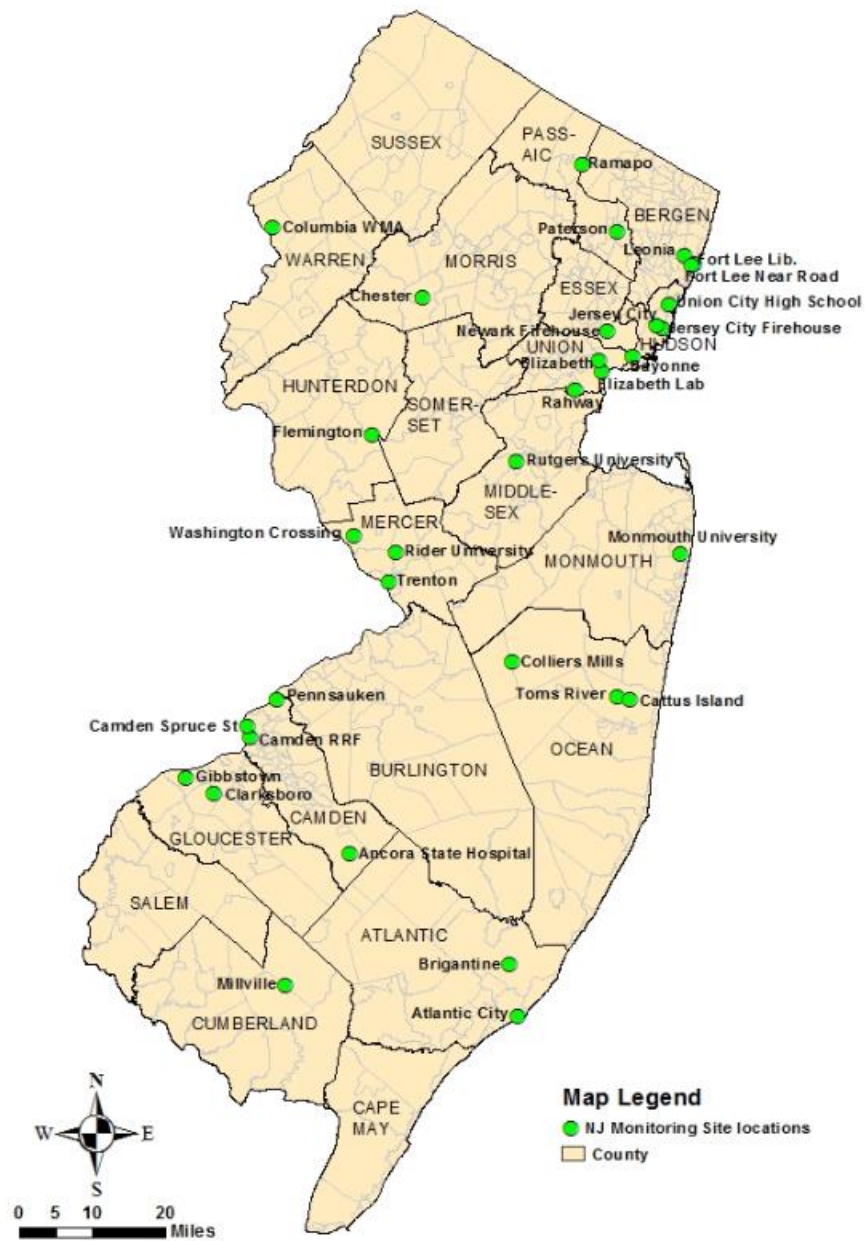 SUSSEX
PASS-
AIC
Ramapo
BERGEN
Columbia WMA
WARREN
Paterson
Leonia
Fort Lee Lib.
Fort Lee Near Road
MORRIS
Chester
ESSEX
Union City High School
Jersey City
Jersey City Firehouse
Newark Firehouse
HUDSON
UNION
Elizabeth
Bayonne
Elizabeth Lab
Rahway
HUNTERDON
SOMER-
SET
Flemington
Rutgers University
MIDDLE-
SEX
MERCER
Washington Crossing
Rider University
Trenton
Monmouth University
MONMOUTH
Colliers Mills
Toms River
Cattus Island
OCEAN
Pennsauken
Camden Spruce St
Camden RRF
BURLINGTON
Gibbstown
Clarksboro
CAMDEN
GLOUCESTER
Ancora State Hospital
SALEM
ATLANTIC
Brigantine
Millville
Atlantic City
CUMBERLAND
CAPE
MAY
N
W
E
S
0 5 10 20
Miles
Map Legend
NJ Monitoring Site locations
County